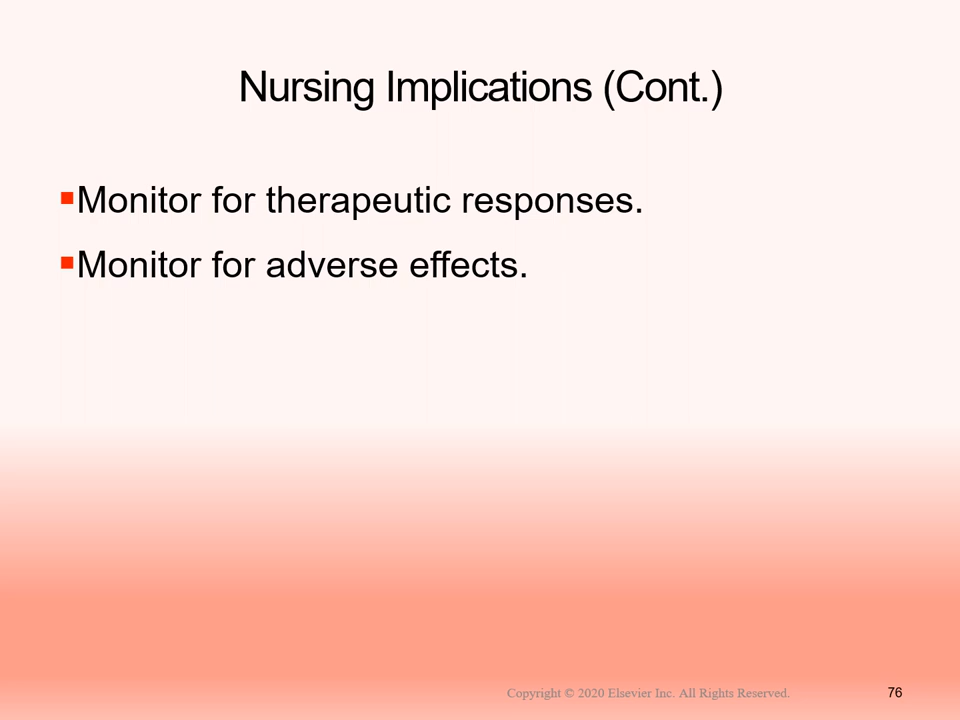 Nursing Implications (Cont.)
▪Monitor for therapeutic responses.
▪Monitor for adverse effects.
Copyright © 2020 Elsevier Inc. All Rights Reserved.
76